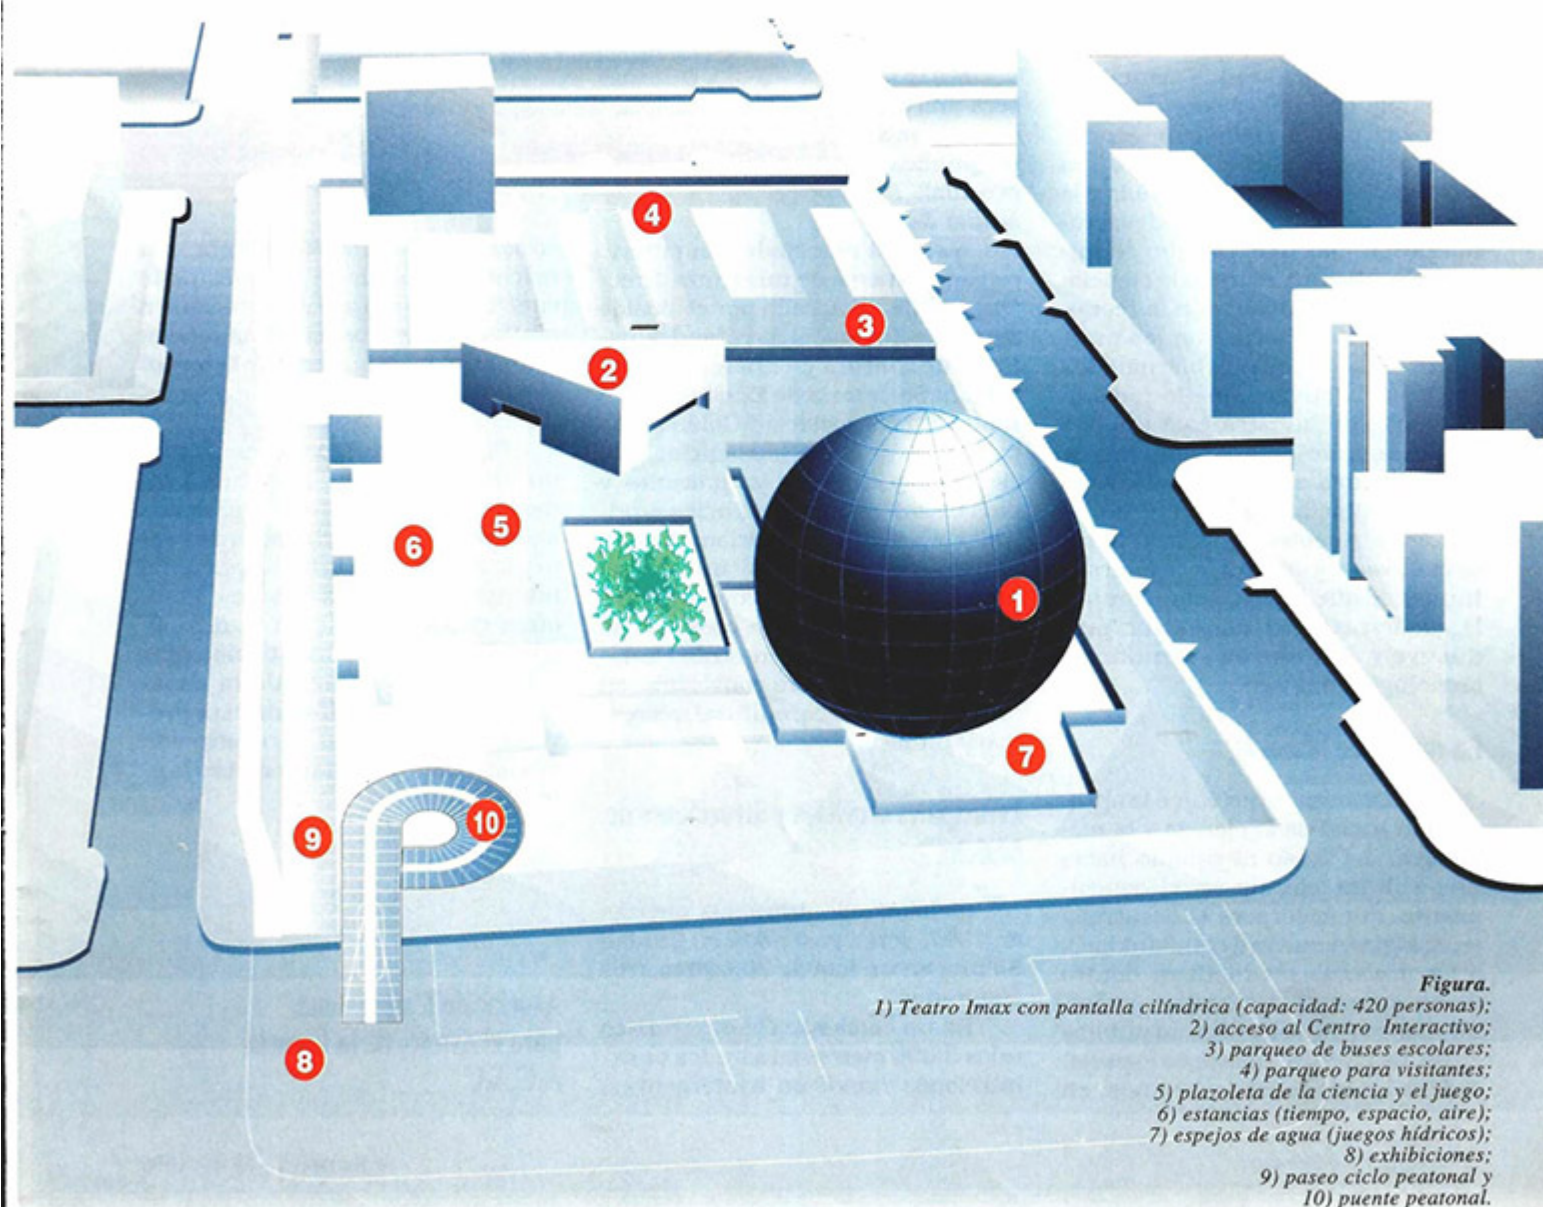 4
3
2
5
6
1
7
10
9
8
Figura.
1) Teatro Imax con pantalla cilíndrica (capacidad: 420 personas);
2) acceso al Centro Interactivo;
3) parqueo de buses escolares;
4) parqueo para visitantes;
5) plazoleta de la ciencia y el juego;
6) estancias (tiempo, espacio, aire);
7) espejos de agua (juegos hídricos);
8) exhibiciones;
9) paseo ciclo peatonal y
10) puente peatonal.